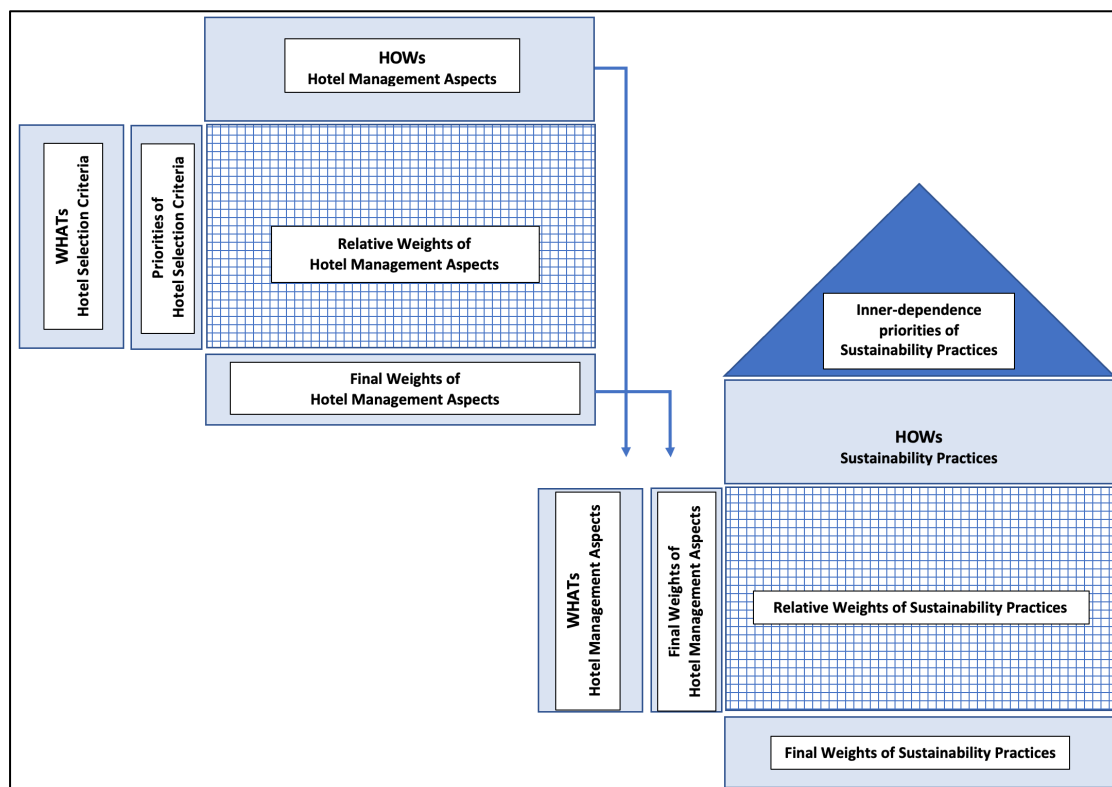 HOWs
Hotel Management Aspects
WHATs
Hotel Selection Criteria
Priorities of
Hotel Selection Criteria
Relative Weights of
Hotel Management Aspects
Final Weights of
Hotel Management Aspects
Inner-dependence
priorities of
Sustainability Practices
HOWs
Sustainability Practices
WHATs
Hotel Management Aspects
Final Weights of
Hotel Management Aspects
Relative Weights of Sustainability Practices
Final Weights of Sustainability Practices